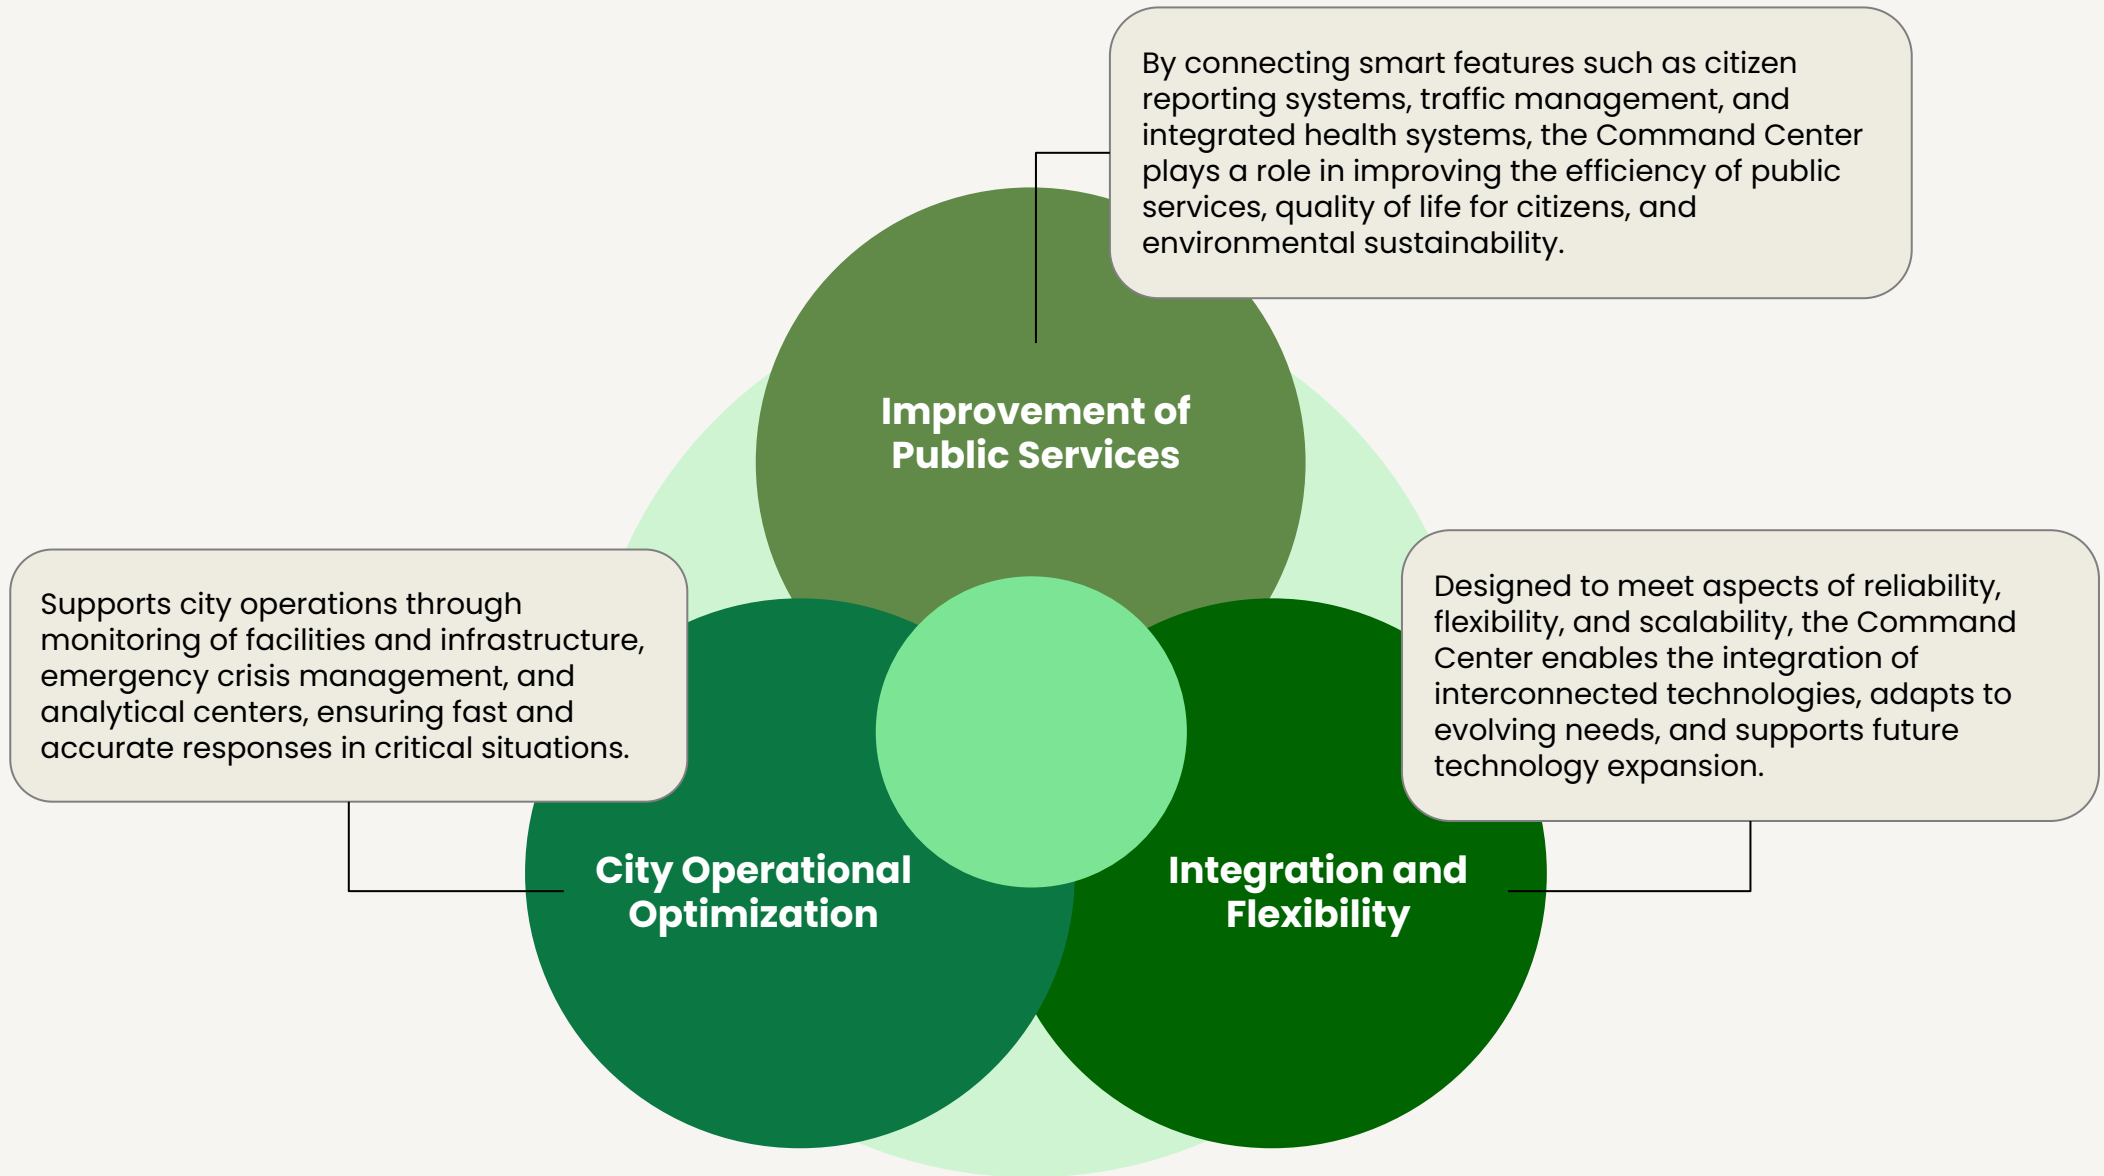 By connecting smart features such as citizen
reporting systems, traffic management, and
integrated health systems, the Command Center
plays a role in improving the efficiency of public
services, quality of life for citizens, and
environmental sustainability.
Improvement of
Public Services
Supports city operations through
monitoring of facilities and infrastructure,
emergency crisis management, and
analytical centers, ensuring fast and
accurate responses in critical situations.
Designed to meet aspects of reliability,
flexibility, and scalability, the Command
Center enables the integration of
interconnected technologies, adapts to
evolving needs, and supports future
technology expansion.
City Operational
Optimization
Integration and
Flexibility